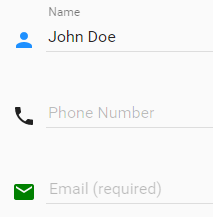 Name
John Doe
Phone Number
Email (required)